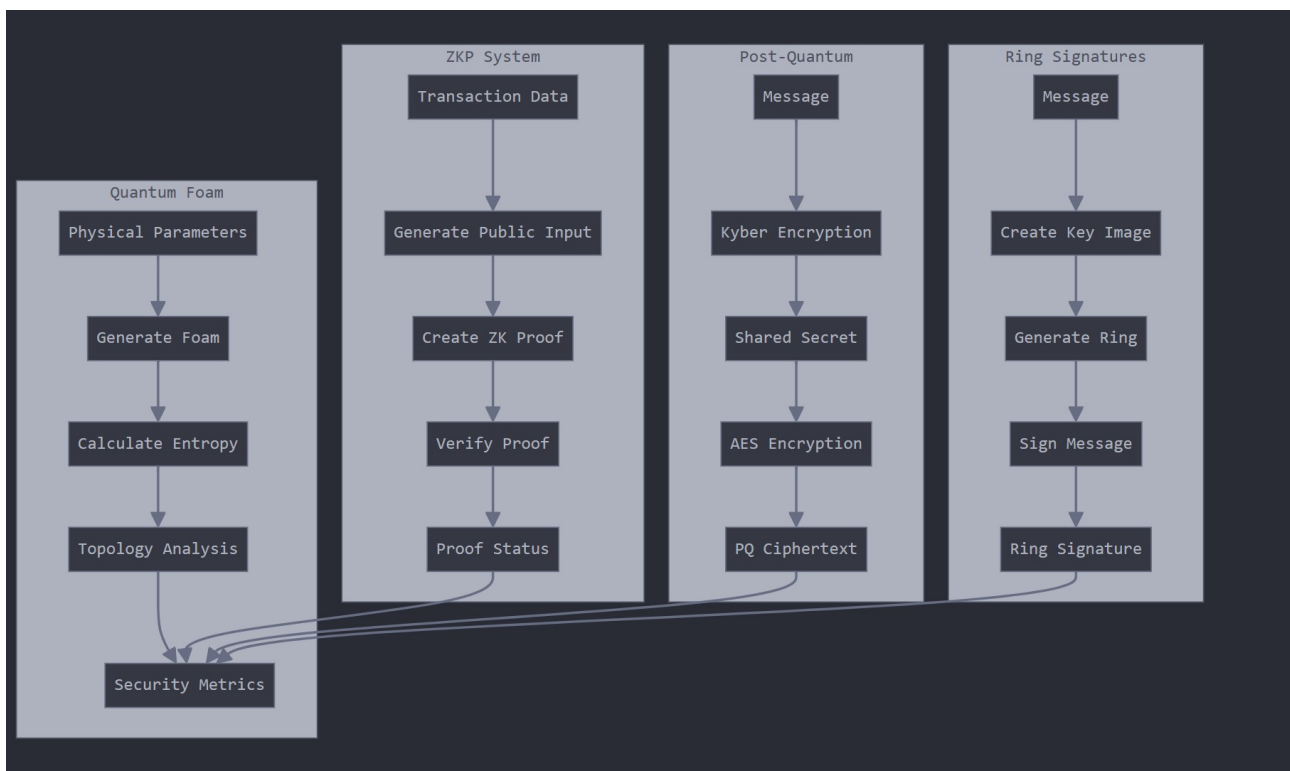 Quantum Foam
Physical Parameters
Generate Foam
Calculate Entropy
Topology Analysis
Security Metrics
ZKP System
Transaction Data
Generate Public Input
Create ZK Proof
Verify Proof
Proof Status
Post-Quantum
Message
Kyber Encryption
Shared Secret
AES Encryption
PQ Ciphertext
Ring Signatures
Message
Create Key Image
Generate Ring
Sign Message
Ring Signature